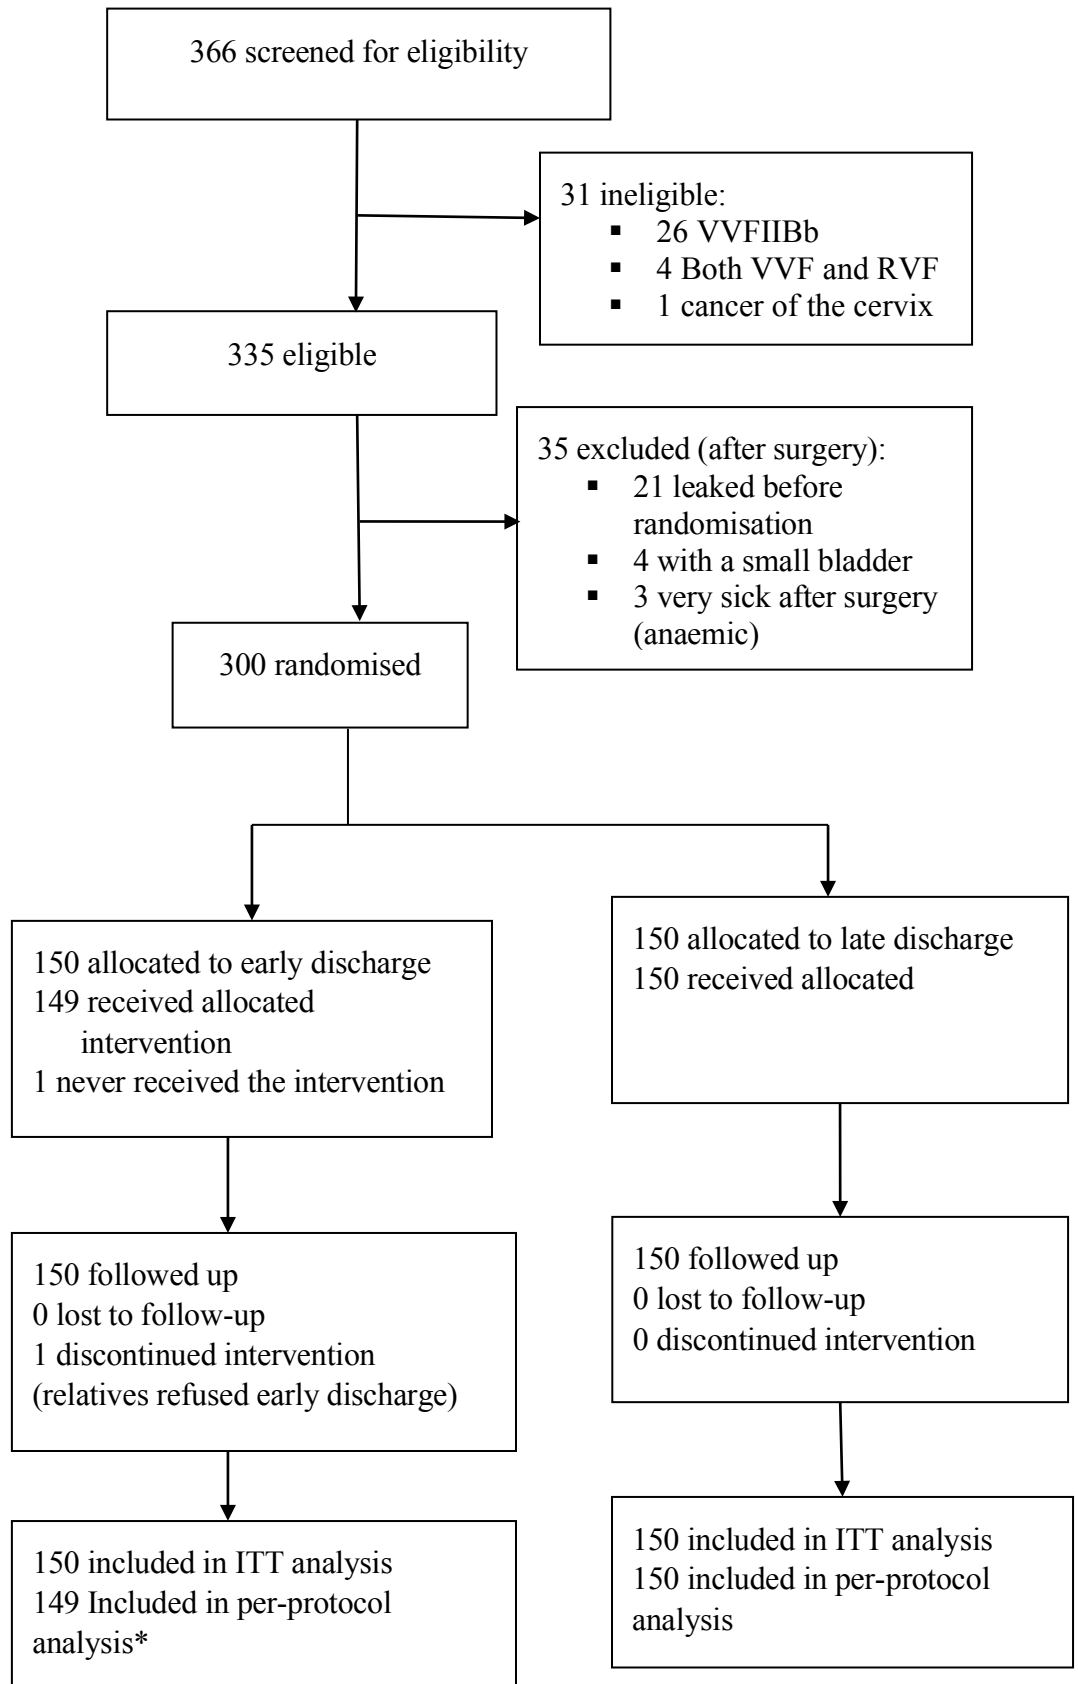 366 screened for eligibility
31 ineligible:
▪ 26 VVFIIBb
▪ 4 Both VVF and RVF
▪ 1 cancer of the cervix
335 eligible
35 excluded (after surgery):
▪ 21 leaked before
randomisation
▪ 4 with a small bladder
▪ 3 very sick after surgery
(anaemic)
300 randomised
150 allocated to early discharge
149 received allocated
intervention
1 never received the intervention
150 allocated to late discharge
150 received allocated
150 followed up
0 lost to follow-up
1 discontinued intervention
(relatives refused early discharge)
150 followed up
0 lost to follow-up
0 discontinued intervention
150 included in ITT analysis
149 Included in per-protocol
analysis*
150 included in ITT analysis
150 included in per-protocol
analysis